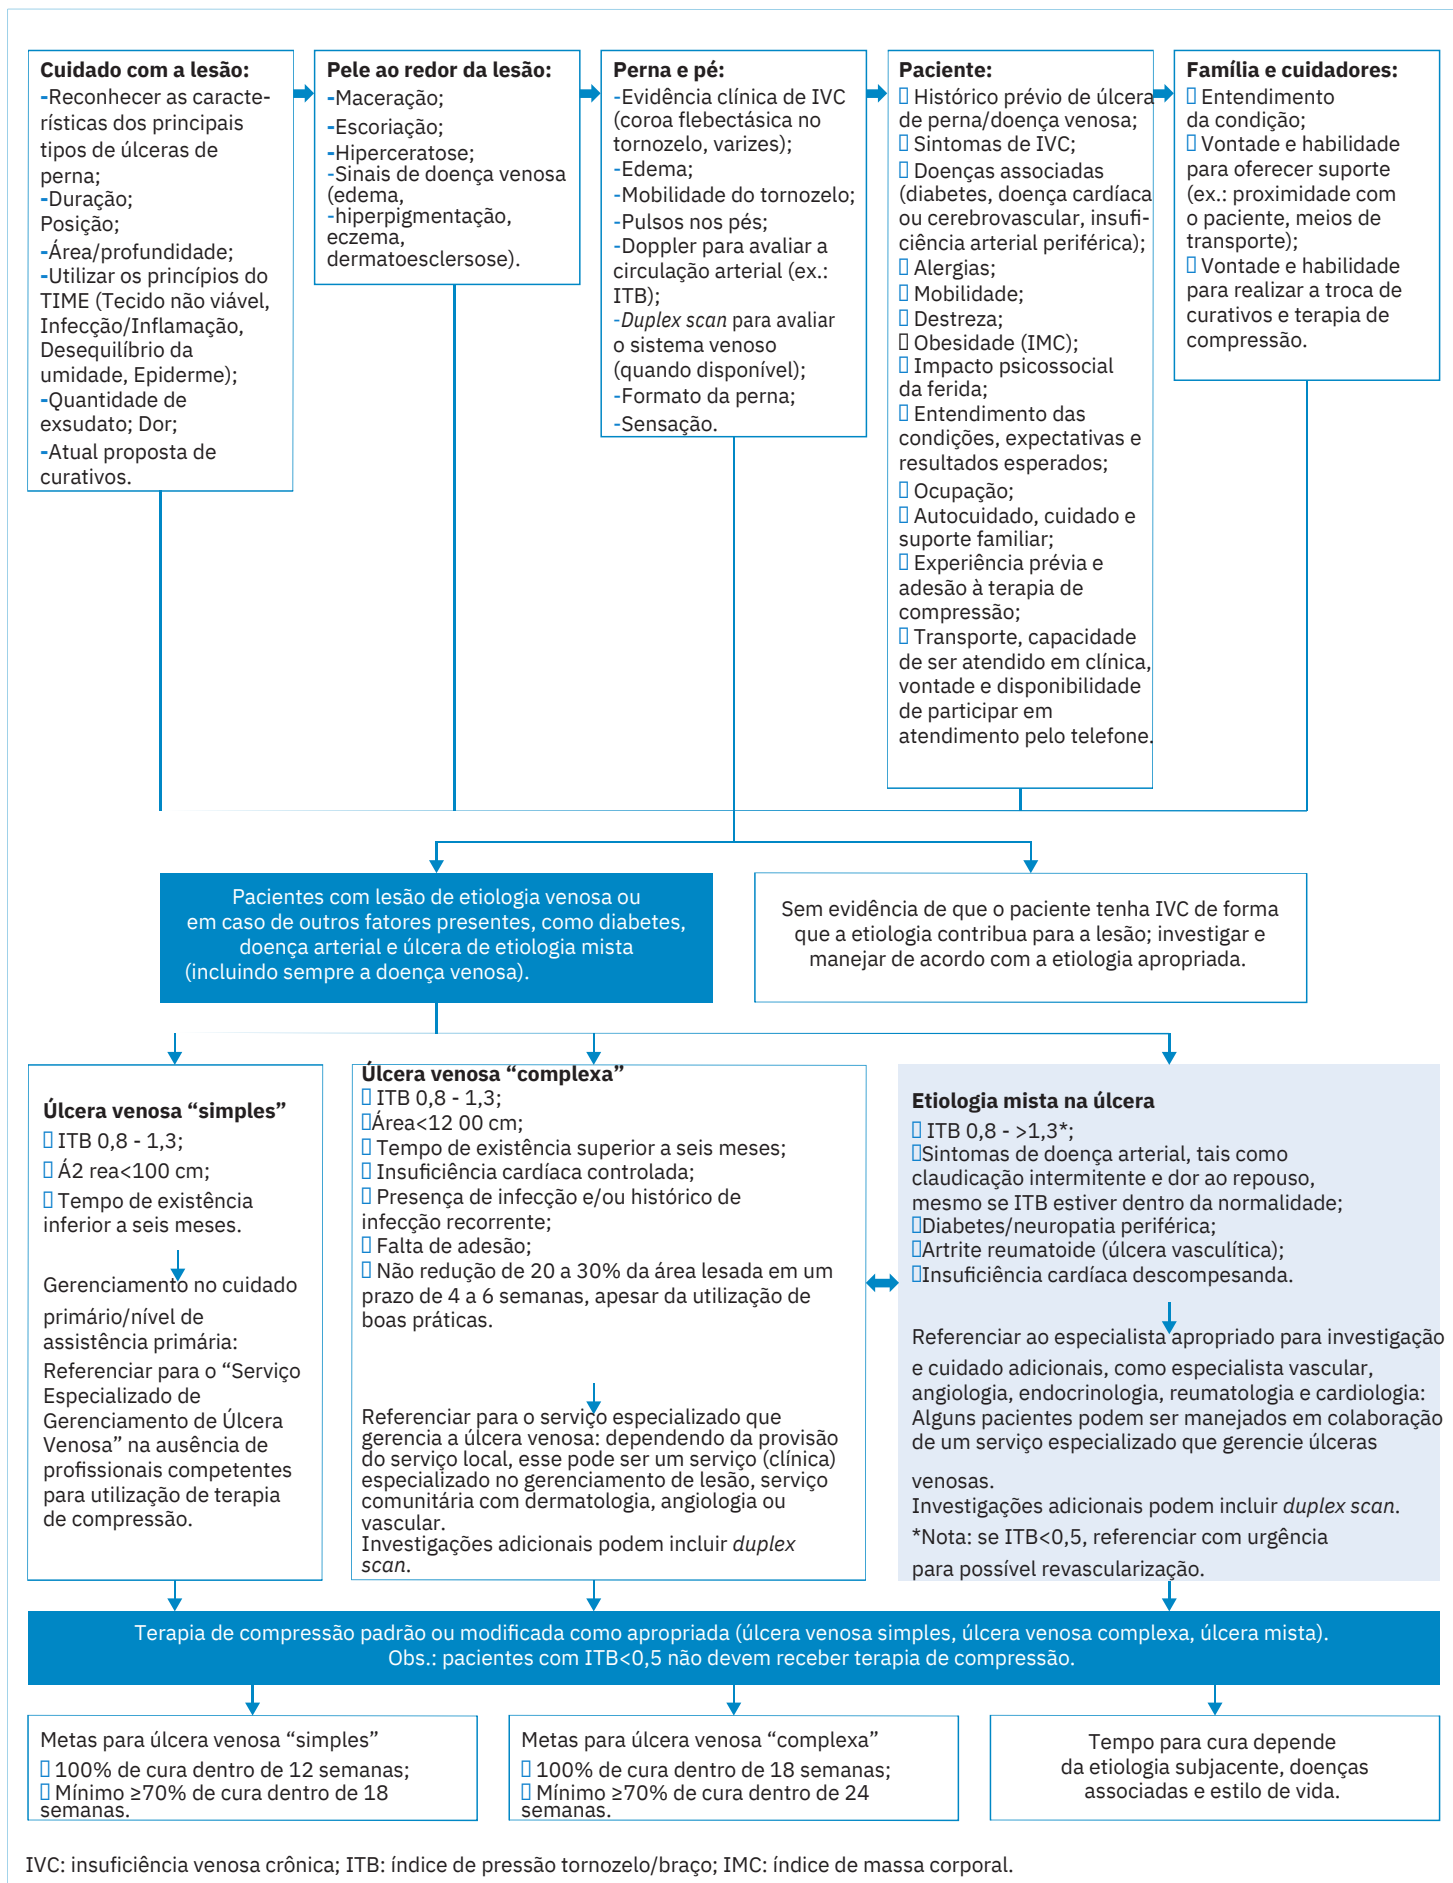 Cuidado com a lesão:
-Reconhecer as caracte-
rísticas dos principais
tipos de úlceras de
perna;
-Duração;
Posição;
-Área/profundidade;
-Utilizar os princípios do
TIME (Tecido não viável,
Infecção/Inflamação,
Desequilíbrio da
umidade, Epiderme);
-Quantidade de
exsudato; Dor;
-Atual proposta de
curativos.
Pele ao redor da lesão:
-Maceração;
-Escoriação;
-Hiperceratose;
-Sinais de doença venosa
(edema,
-hiperpigmentação,
eczema,
dermatoesclersose).
Perna e pé:
-Evidência clínica de IVC
(coroa flebectásica no
tornozelo, varizes);
-Edema;
-Mobilidade do tornozelo;
-Pulsos nos pés;
-Doppler para avaliar a
circulação arterial (ex.:
ITB);
-Duplex scan para avaliar
o sistema venoso
(quando disponível);
-Formato da perna;
-Sensação.
Paciente:
▯ Histórico prévio de úlcera
de perna/doença venosa;
▯ Sintomas de IVC;
▯ Doenças associadas
(diabetes, doença cardíaca
ou cerebrovascular, insufi-
ciência arterial periférica);
▯ Alergias;
▯ Mobilidade;
▯ Destreza;
▯ Obesidade (IMC);
▯ Impacto psicossocial
da ferida;
▯ Entendimento das
condições, expectativas e
resultados esperados;
▯ Ocupação;
▯ Autocuidado, cuidado e
suporte familiar;
▯ Experiência prévia e
adesão à terapia de
compressão;
▯ Transporte, capacidade
de ser atendido em clínica,
vontade e disponibilidade
de participar em
atendimento pelo telefone.
Família e cuidadores:
▯ Entendimento
da condição;
▯ Vontade e habilidade
para oferecer suporte
(ex.: proximidade com
o paciente, meios de
transporte);
▯ Vontade e habilidade
para realizar a troca de
curativos e terapia de
compressão.
Pacientes com lesão de etiologia venosa ou
em caso de outros fatores presentes, como diabetes,
doença arterial e úlcera de etiologia mista
(incluindo sempre a doença venosa).
Sem evidência de que o paciente tenha IVC de forma
que a etiologia contribua para a lesão; investigar e
manejar de acordo com a etiologia apropriada.
Úlcera venosa “simples”
▯ ITB 0,8 - 1,3;
▯ Á2 rea<100 cm;
▯ Tempo de existência
inferior a seis meses.
Gerenciamento no cuidado
primário/nível de
assistência primária:
Referenciar para o “Serviço
Especializado de
Gerenciamento de Úlcera
Venosa” na ausência de
profissionais competentes
para utilização de terapia
de compressão.
Úlcera venosa “complexa”
▯ ITB 0,8 - 1,3;
▯Área<12 00 cm;
▯ Tempo de existência superior a seis meses;
▯ Insuficiência cardíaca controlada;
▯ Presença de infecção e/ou histórico de
infecção recorrente;
▯ Falta de adesão;
▯ Não redução de 20 a 30% da área lesada em um
prazo de 4 a 6 semanas, apesar da utilização de
boas práticas.
Referenciar para o serviço especializado que
gerencia a úlcera venosa: dependendo da provisão
do serviço local, esse pode ser um serviço (clínica)
especializado no gerenciamento de lesão, serviço
comunitária com dermatologia, angiologia ou
vascular.
Investigações adicionais podem incluir duplex
scan.
Etiologia mista na úlcera
▯ ITB 0,8 - >1,3*;
▯Sintomas de doença arterial, tais como
claudicação intermitente e dor ao repouso,
mesmo se ITB estiver dentro da normalidade;
▯Diabetes/neuropatia periférica;
▯Artrite reumatoide (úlcera vasculítica);
▯Insuficiência cardíaca descompesanda.
Referenciar ao especialista apropriado para investigação
e cuidado adicionais, como especialista vascular,
angiologia, endocrinologia, reumatologia e cardiologia:
Alguns pacientes podem ser manejados em colaboração
de um serviço especializado que gerencie úlceras
venosas.
Investigações adicionais podem incluir duplex scan.
*Nota: se ITB<0,5, referenciar com urgência
para possível revascularização.
Terapia de compressão padrão ou modificada como apropriada (úlcera venosa simples, úlcera venosa complexa, úlcera mista).
Obs.: pacientes com ITB<0,5 não devem receber terapia de compressão.
Metas para úlcera venosa “simples”
▯ 100% de cura dentro de 12 semanas;
▯ Mínimo ≥70% de cura dentro de 18
semanas.
Metas para úlcera venosa “complexa”
▯ 100% de cura dentro de 18 semanas;
▯ Mínimo ≥70% de cura dentro de 24
semanas.
Tempo para cura depende
da etiologia subjacente, doenças
associadas e estilo de vida.
IVC: insuficiência venosa crônica; ITB: índice de pressão tornozelo/braço; IMC: índice de massa corporal.